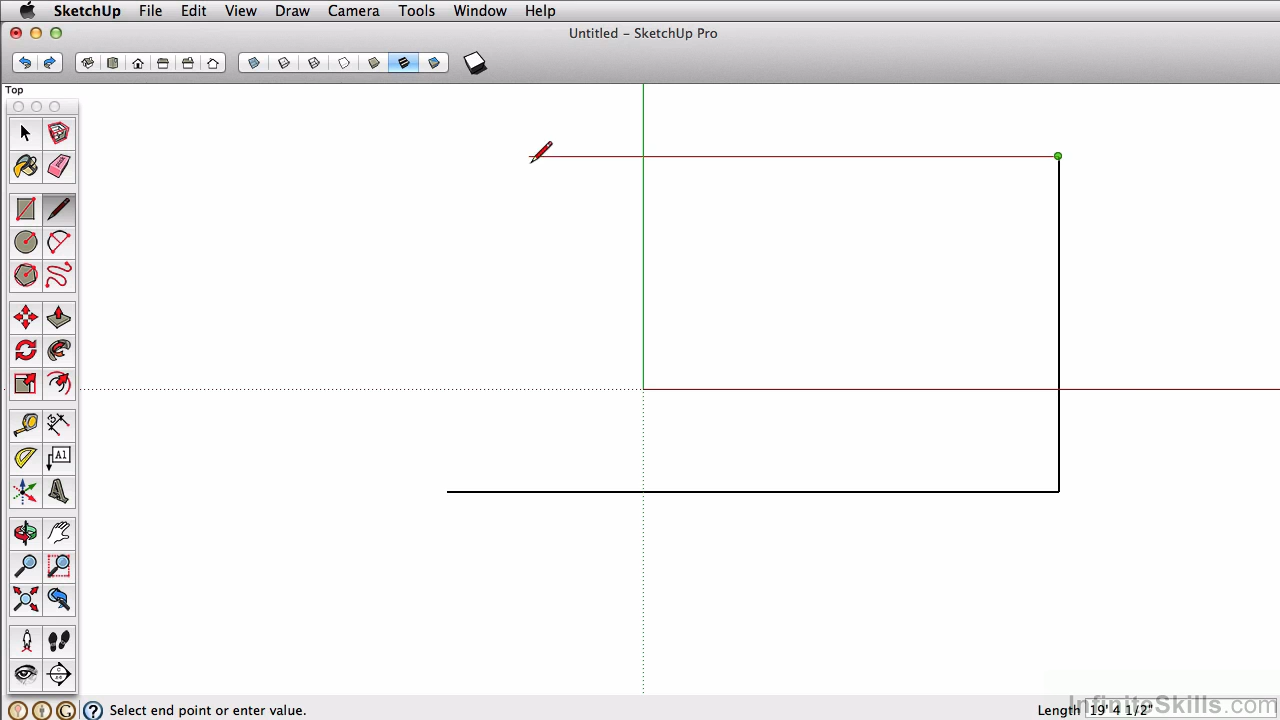 SketchUp File Edit View Draw Camera Tools Window Help
Untitled – SketchUp Pro
Top
A1
Select end point or enter value.
Length 19' 4 1/2"
InfiniteSkills.com